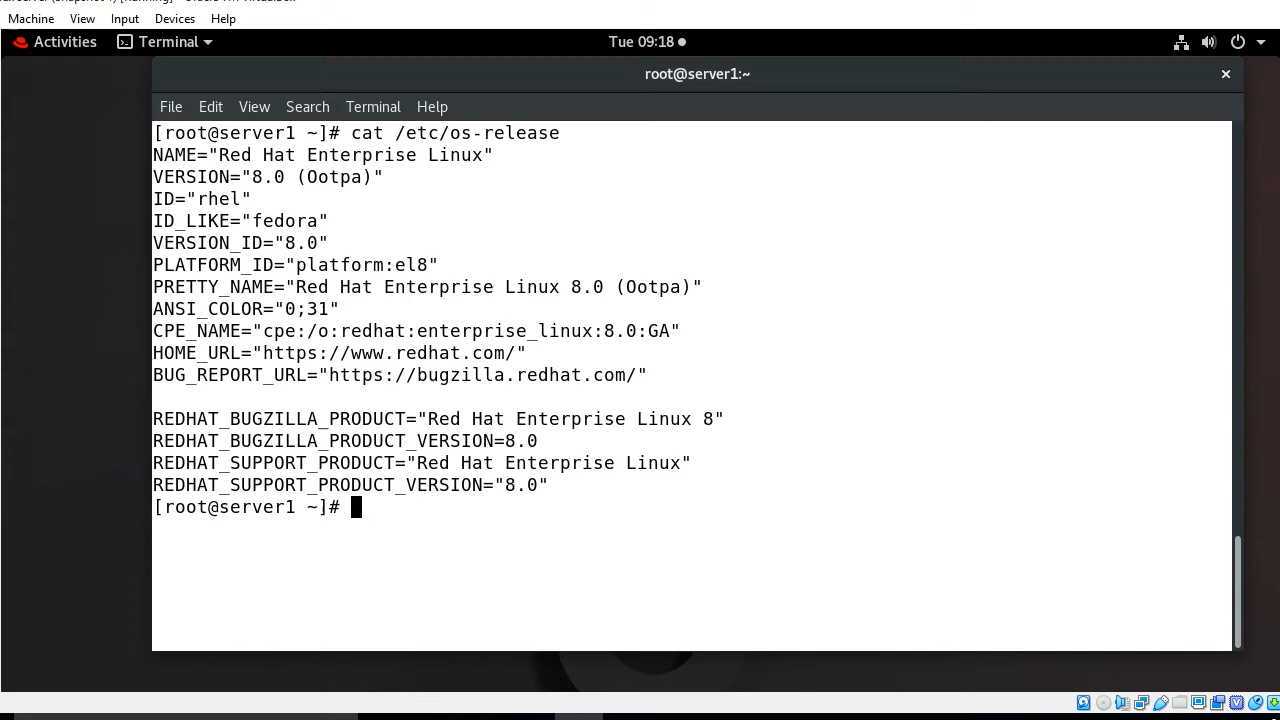 Machine View Input Devices Help
Activities Terminal Tue 09:18
root@server1:~
File Edit View Search Terminal Help
[root@server1 ~]# cat /etc/os-release
NAME="Red Hat Enterprise Linux"
VERSION="8.0 (Ootpa)"
ID="rhel"
ID_LIKE="fedora"
VERSION_ID="8.0"
PLATFORM_ID="platform:el8"
PRETTY_NAME="Red Hat Enterprise Linux 8.0 (Ootpa)"
ANSI_COLOR="0;31"
CPE_NAME="cpe:/o:redhat:enterprise_linux:8.0:GA"
HOME_URL="https://www.redhat.com/"
BUG_REPORT_URL="https://bugzilla.redhat.com/"

REDHAT_BUGZILLA_PRODUCT="Red Hat Enterprise Linux 8"
REDHAT_BUGZILLA_PRODUCT_VERSION=8.0
REDHAT_SUPPORT_PRODUCT="Red Hat Enterprise Linux"
REDHAT_SUPPORT_PRODUCT_VERSION="8.0"
[root@server1 ~]#